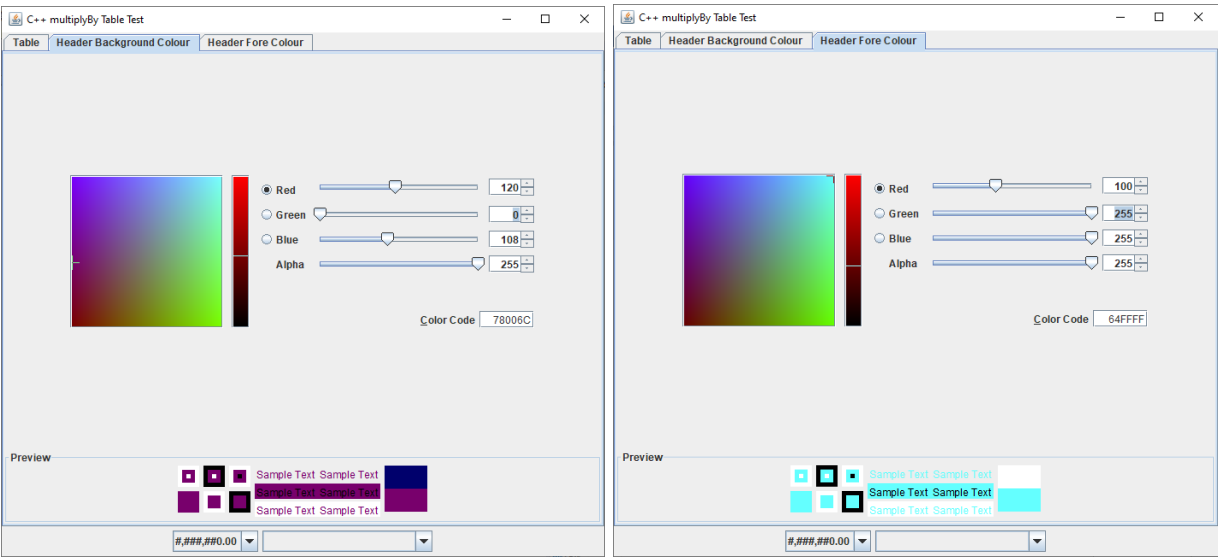 C++ multiplyBy Table Test
Table Header Background Colour Header Fore Colour
Red 120
Green 0
Blue 108
Alpha 255
Color Code 78006C
Preview
Sample Text Sample Text
Sample Text Sample Text
Sample Text Sample Text
#,###,##0.00
C++ multiplyBy Table Test
Table Header Background Colour Header Fore Colour
Red 100
Green 255
Blue 255
Alpha 255
Color Code 64FFFF
Preview
Sample Text Sample Text
Sample Text Sample Text
Sample Text Sample Text
#,###,##0.00